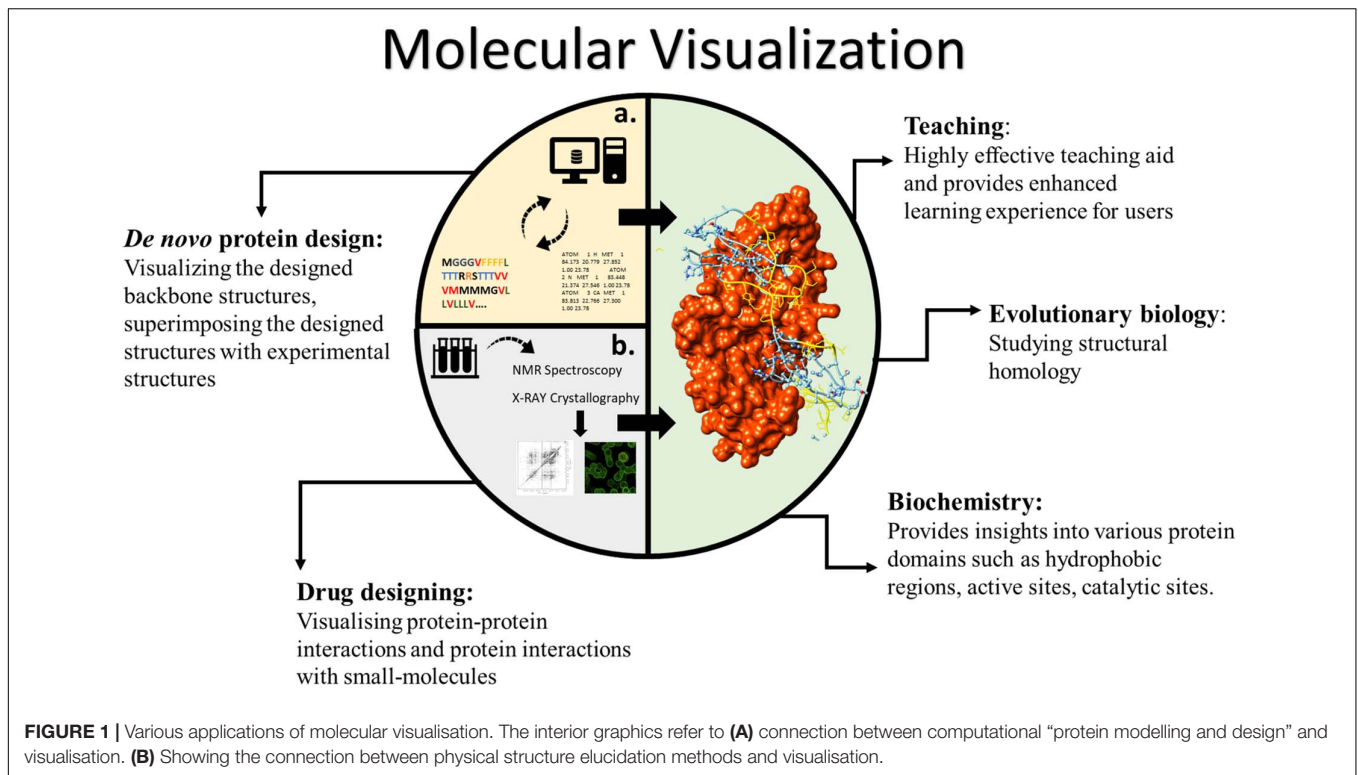 Molecular Visualization
a.
MGGGVFFFFL
TTTRRSTTTVV
VMMMMGVL
LVLLLV....
ATOM 1 H MET 1
84.173 20.779 27.852
1.00 23.78 ATOM
2 N MET 1 83.448
21.374 27.546 1.00 23.78
ATOM 3 CA MET 1
83.813 22.766 27.300
1.00 23.78
b.
NMR Spectroscopy
X-RAY Crystallography
De novo protein design:
Visualizing the designed
backbone structures,
superimposing the designed
structures with experimental
structures
Drug designing:
Visualising protein-protein
interactions and protein interactions
with small-molecules
Teaching:
Highly effective teaching aid
and provides enhanced
learning experience for users
Evolutionary biology:
Studying structural
homology
Biochemistry:
Provides insights into various protein
domains such as hydrophobic
regions, active sites, catalytic sites.
FIGURE 1 | Various applications of molecular visualisation. The interior graphics refer to (A) connection between computational “protein modelling and design” and
visualisation. (B) Showing the connection between physical structure elucidation methods and visualisation.